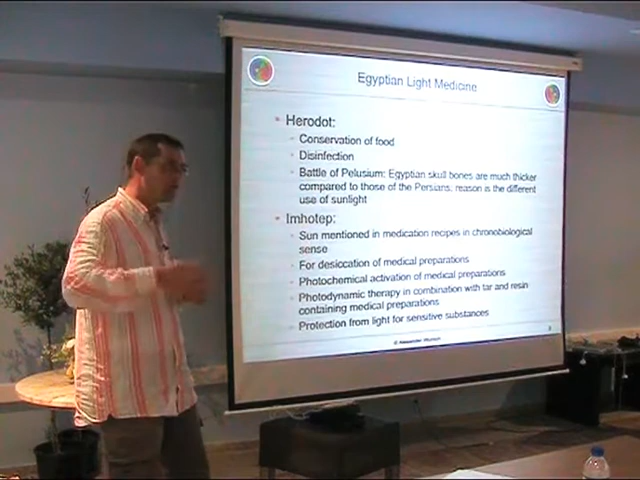 Egyptian Light Medicine
Herodot:
Conservation of food
Disinfection
Battle of Pelusium: Egyptian skull bones are much thicker
compared to those of the Persians; reason is the different
use of sunlight
Imhotep:
Sun mentioned in medication recipes in chronobiological
sense
For desiccation of medical preparations
Photochemical activation of medical preparations
Photodynamic therapy in combination with tar and resin
containing medical preparations
Protection from light for sensitive substances